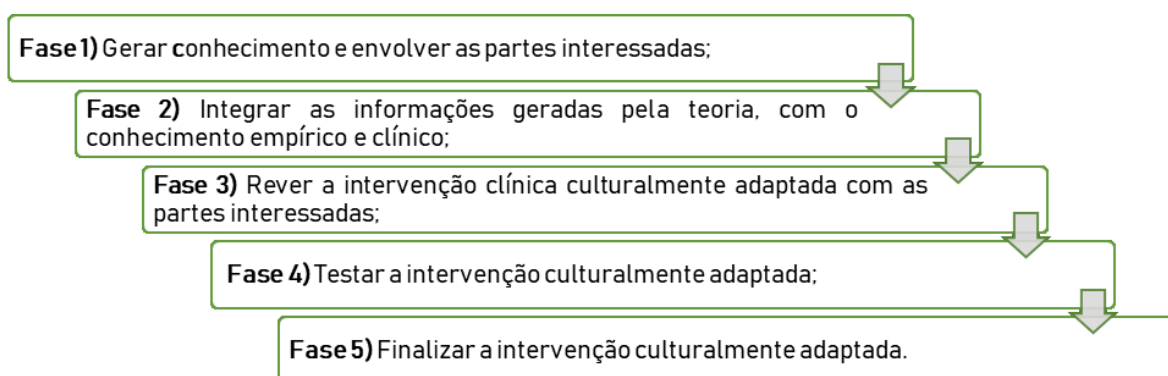 Fase 1) Gerar conhecimento e envolver as partes interessadas;
Fase 2) Integrar as informações geradas pela teoria, com o
conhecimento empírico e clínico;
Fase 3) Rever a intervenção clínica culturalmente adaptada com as
partes interessadas;
Fase 4) Testar a intervenção culturalmente adaptada;
Fase 5) Finalizar a intervenção culturalmente adaptada.